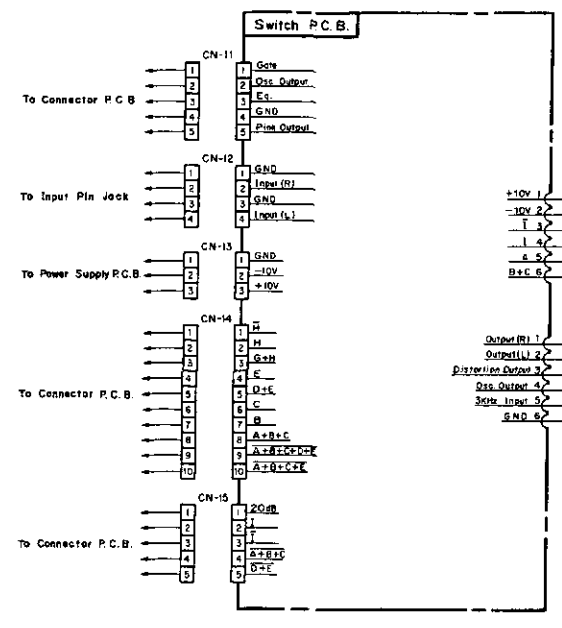 Switch P.C.B.
CN-11
To Connector P.C.B
1 1 Gate
2 2 Osc Output
3 3 Eq.
4 4 GND
5 5 Pink Output
CN-12
To Input Pin Jack
1 1 GND
2 2 Input (R)
3 3 GND
4 4 Input (L)
CN-13
To Power Supply P.C.B.
1 1 GND
2 2 -10V
3 3 +10V
CN-14
To Connector P.C.B.
1 1 H̅
2 2 H
3 3 G+H
4 4 E
5 5 D+E
6 6 C
7 7 B
8 8 A+B+C
9 9 A̅+̅B̅+̅C̅+̅D̅+̅E̅
10 10 A̅+̅B̅+̅C̅+̅E̅
CN-15
To Connector P.C.B.
1 1 20dB
2 2 I
3 3 I̅
4 4 A̅+̅B̅+̅C̅
5 5 D̅+̅E̅
+10V 1
-10V 2
I̅ 3
I 4
5
B+C 6
Output (R) 1
Output (L) 2
Distortion Output 3
Osc. Output 4
3KHz Input 5
GND 6